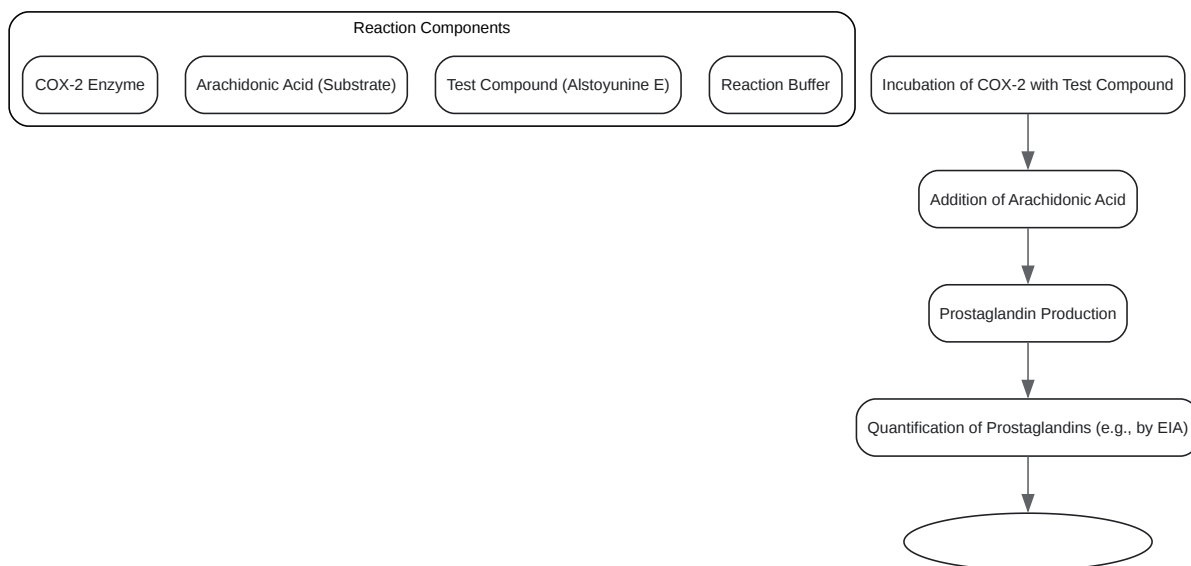 Reaction Components
COX-2 Enzyme
Arachidonic Acid (Substrate)
Test Compound (Alstoyunine E)
Reaction Buffer
Incubation of COX-2 with Test Compound
Addition of Arachidonic Acid
Prostaglandin Production
Quantification of Prostaglandins (e.g., by EIA)